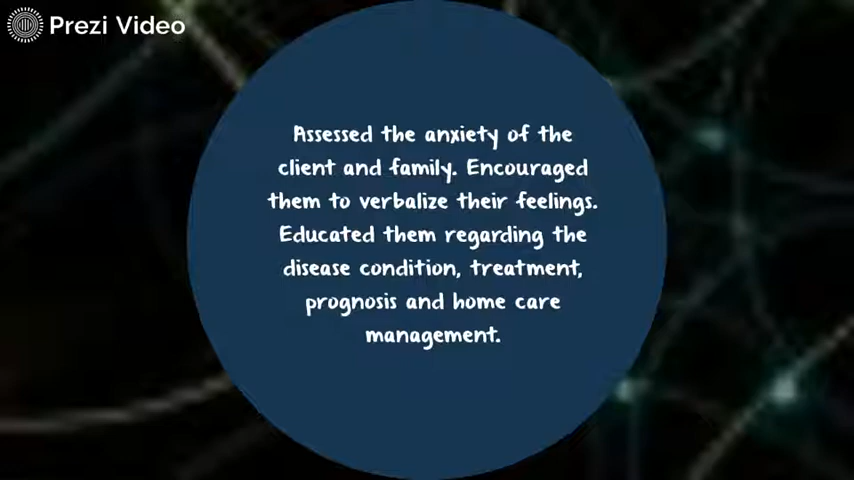 Prezi Video
Assessed the anxiety of the
client and family. Encouraged
them to verbalize their feelings.
Educated them regarding the
disease condition, treatment,
prognosis and home care
management.